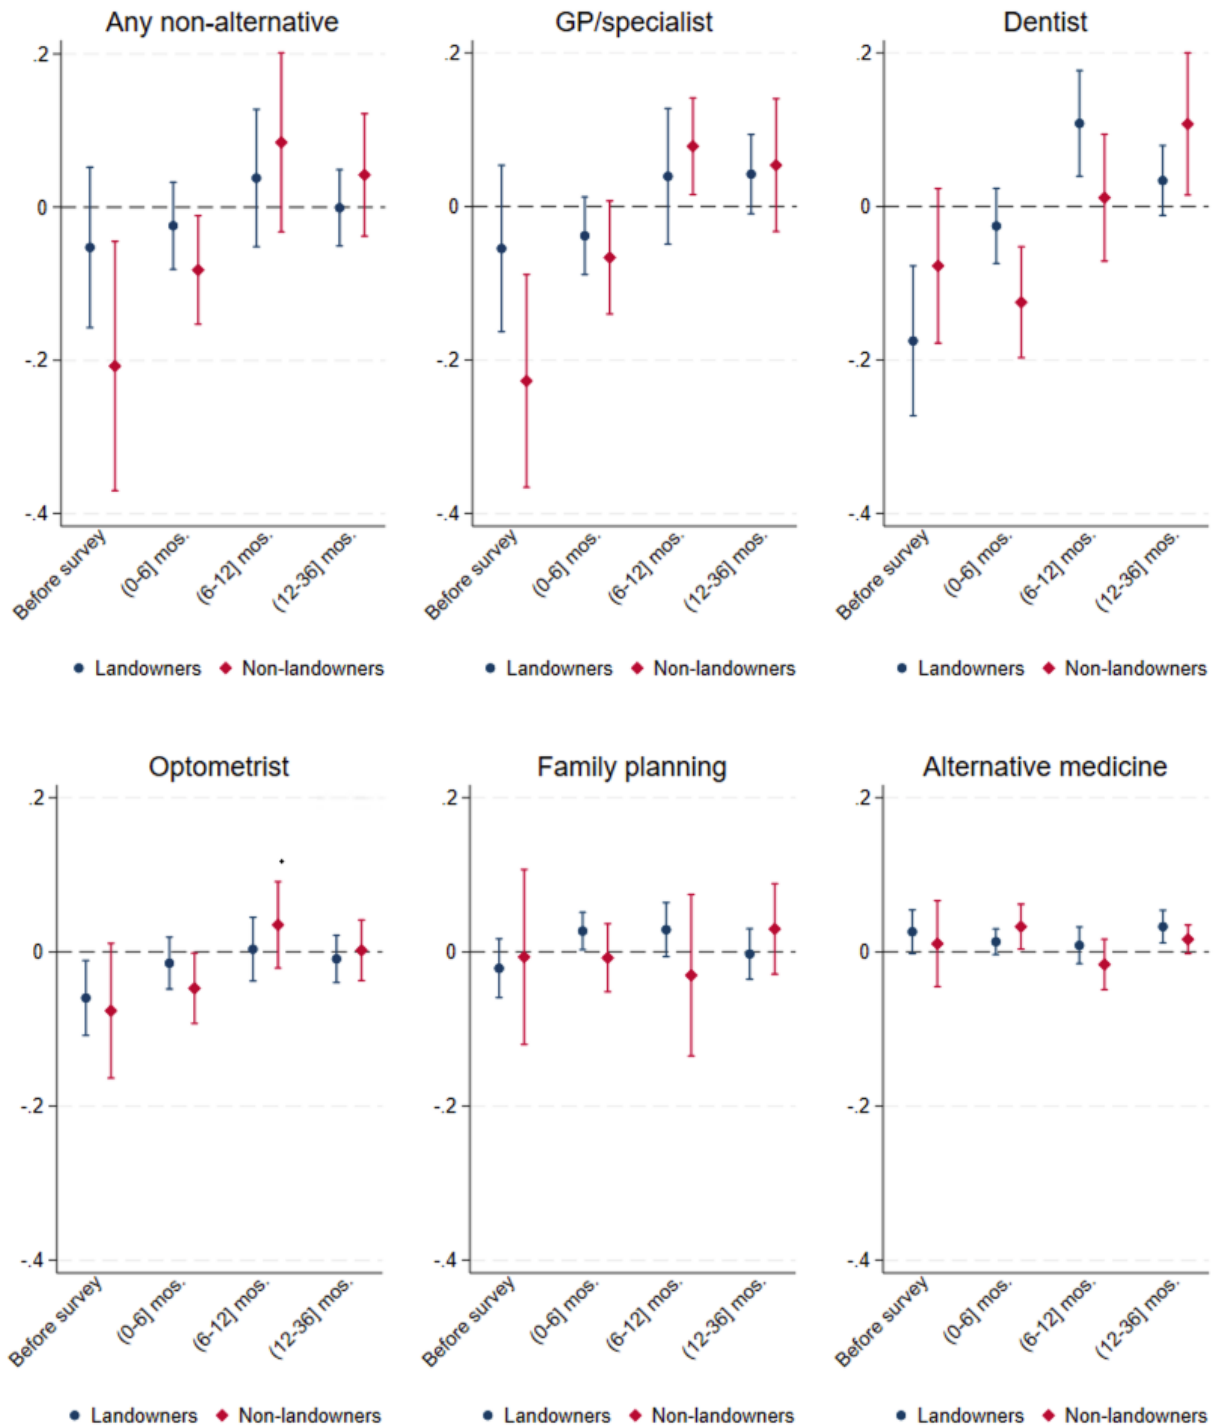 Any non-alternative
.2
0
-.2
-.4
Before survey
(0-6] mos.
(6-12] mos.
(12-36] mos.
Landowners Non-landowners
GP/specialist
.2
0
-.2
-.4
Before survey
(0-6] mos.
(6-12] mos.
(12-36] mos.
Landowners Non-landowners
Dentist
.2
0
-.2
-.4
Before survey
(0-6] mos.
(6-12] mos.
(12-36] mos.
Landowners Non-landowners
Optometrist
.2
0
-.2
-.4
Before survey
(0-6] mos.
(6-12] mos.
(12-36] mos.
Landowners Non-landowners
Family planning
.2
0
-.2
-.4
Before survey
(0-6] mos.
(6-12] mos.
(12-36] mos.
Landowners Non-landowners
Alternative medicine
.2
0
-.2
-.4
Before survey
(0-6] mos.
(6-12] mos.
(12-36] mos.
Landowners Non-landowners